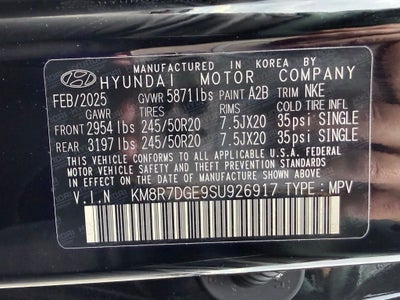 MANUFACTURED IN KOREA BY
HYUNDAI MOTOR COMPANY
FEB/2025 GVWR 5871lbs PAINT A2B TRIM NKE
GAWR TIRES RIMS COLD TIRE INFL
FRONT 2954 lbs 245/50R20 7.5JX20 35psi SINGLE
REAR 3197 lbs 245/50R20 7.5JX20 35psi SINGLE
THIS VEHICLE CONFORMS TO ALL APPLICABLE U.S.A. FEDERAL
MOTOR VEHICLE SAFETY AND THEFT PREVENTION STANDARDS
IN EFFECT ON THE DATE OF MANUFACTURE SHOWN ABOVE.
V.I.N KM8R7DGE9SU926917 TYPE : MPV